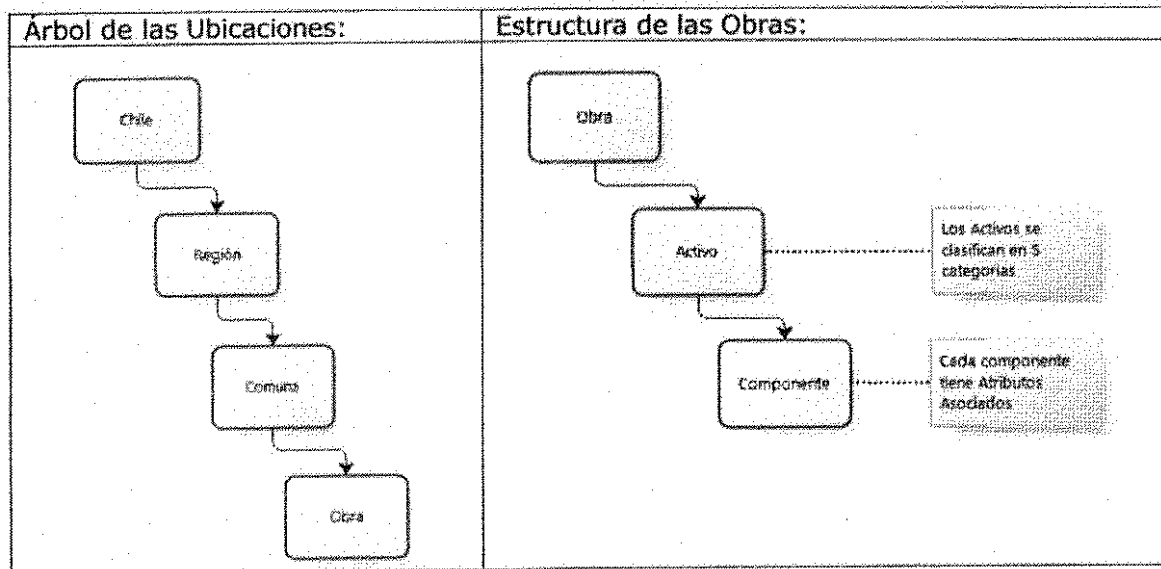 Árbol de las Ubicaciones:
Chile
Región
Comuna
Obra
Estructura de las Obras:
Obra
Activo
Los Activos se
clasifican en 5
categorías
Componente
Cada componente
tiene Atributos
Asociados